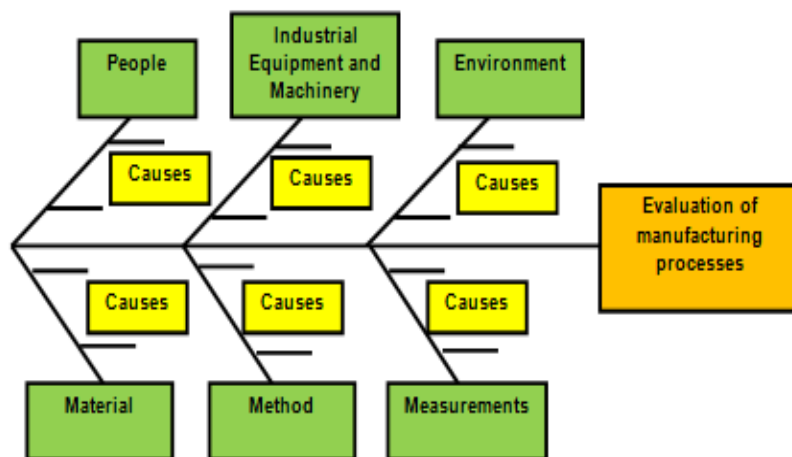 People
Industrial
Equipment and
Machinery
Environment
Causes
Causes
Causes
Evaluation of
manufacturing
processes
Causes
Causes
Causes
Material
Method
Measurements